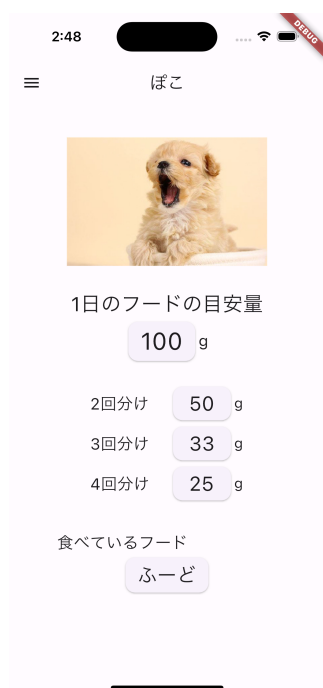 2:48
DEBUG
ぽこ
1日のフードの目安量
100 g
2回分け 50 g
3回分け 33 g
4回分け 25 g
食べているフード
ふーど